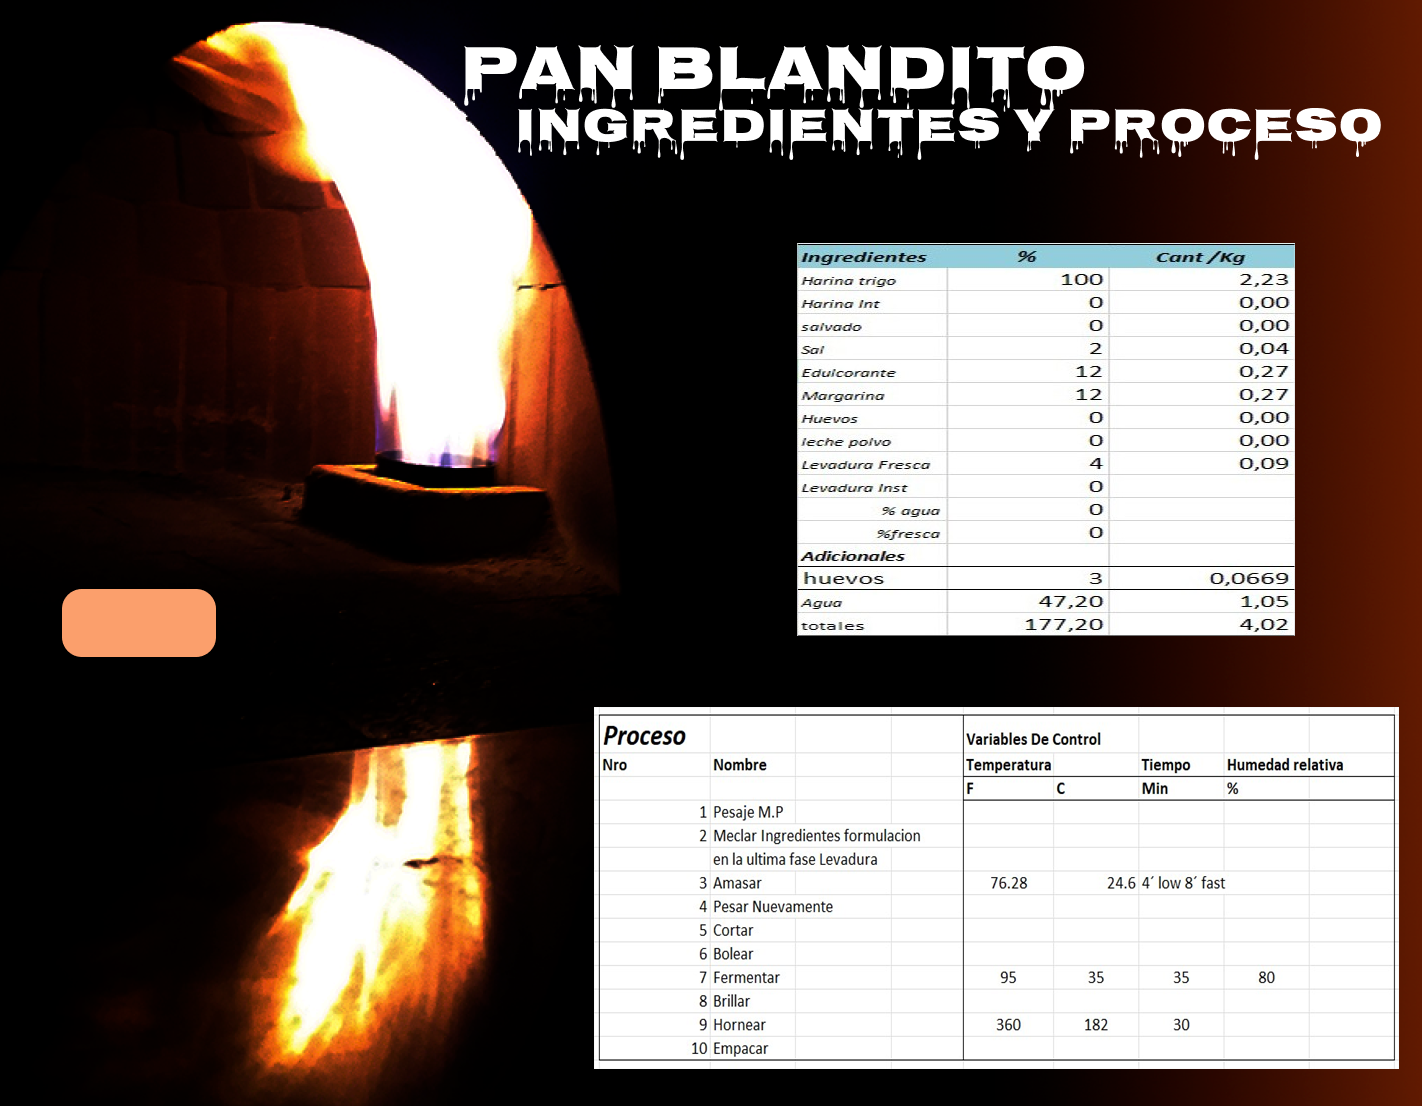 PAN BLANDITO
INGREDIENTES Y PROCESO
Ingredientes % Cant /Kg
Harina trigo 100 2,23
Harina Int 0 0,00
salvado 0 0,00
Sal 2 0,04
Edulcorante 12 0,27
Margarina 12 0,27
Huevos 0 0,00
leche polvo 0 0,00
Levadura Fresca 4 0,09
Levadura Inst 0
% agua 0
%fresca 0
Adicionales
huevos 3 0,0669
Agua 47,20 1,05
totales 177,20 4,02
Proceso Variables De Control
Nro Nombre Temperatura Tiempo Humedad relativa
F C Min %
1 Pesaje M.P
2 Meclar Ingredientes formulacion
en la ultima fase Levadura
3 Amasar 76.28 24.6 4´ low 8´ fast
4 Pesar Nuevamente
5 Cortar
6 Bolear
7 Fermentar 95 35 35 80
8 Brillar
9 Hornear 360 182 30
10 Empacar